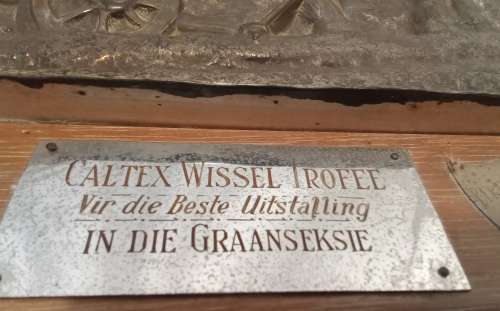 CALTEX WISSEL TROFEE
Vir die Beste Uitstalling
IN DIE GRAANSEKSIE